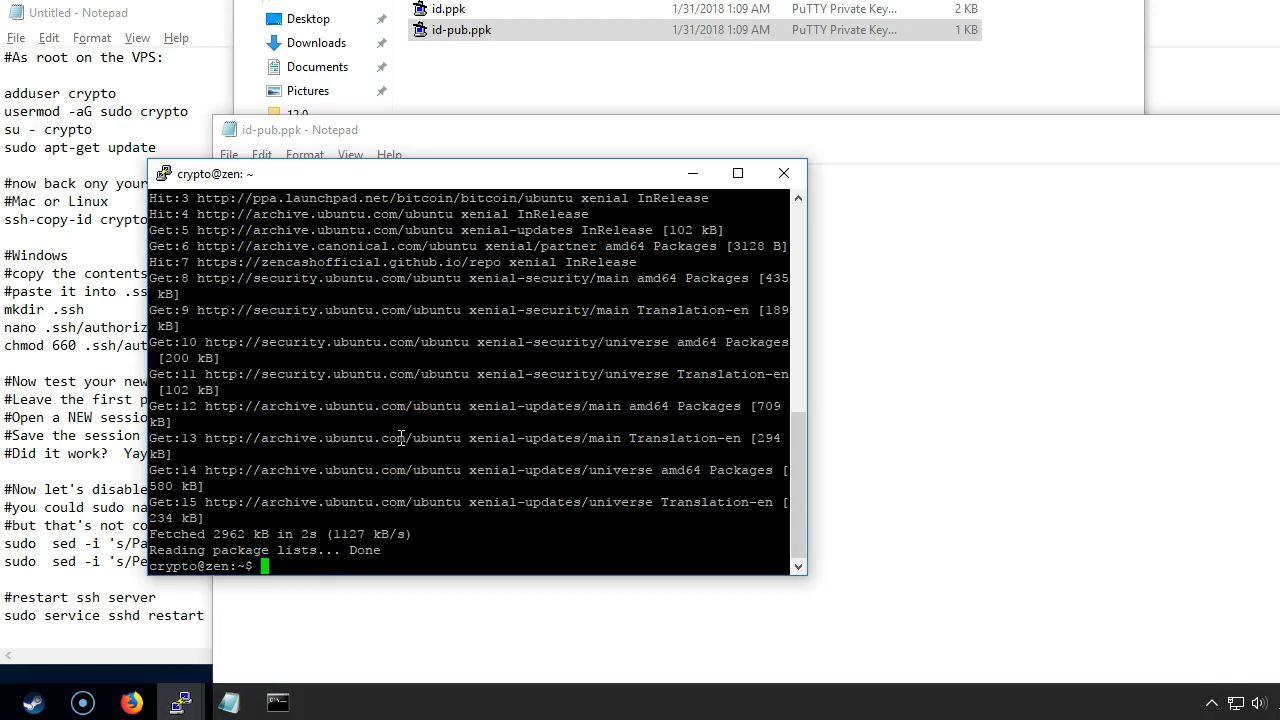 Untitled - Notepad
File Edit Format View Help
#As root on the VPS:
adduser crypto
usermod -aG sudo crypto
su - crypto
sudo apt-get update
#now back ony your
#Mac or Linux
ssh-copy-id crypto
#Windows
#copy the contents
#paste it into .ss
mkdir .ssh
nano .ssh/authoriz
chmod 660 .ssh/aut
#Now test your new
#Leave the first p
#Open a NEW sessio
#Save the session
#Did it work? Yay
#Now let's disable
#you could sudo na
#but that's not co
sudo  sed -i 's/Pa
sudo  sed -i 's/Pe
#restart ssh server
sudo service sshd restart
Desktop
Downloads
Documents
Pictures
12.0
id.ppk 1/31/2018 1:09 AM PuTTY Private Key... 2 KB
id-pub.ppk 1/31/2018 1:09 AM PuTTY Private Key... 1 KB
id-pub.ppk - Notepad
File Edit Format View Help
crypto@zen: ~
Hit:3 http://ppa.launchpad.net/bitcoin/bitcoin/ubuntu xenial InRelease
Hit:4 http://archive.ubuntu.com/ubuntu xenial InRelease
Get:5 http://archive.ubuntu.com/ubuntu xenial-updates InRelease [102 kB]
Get:6 http://archive.canonical.com/ubuntu xenial/partner amd64 Packages [3128 B]
Hit:7 https://zencashofficial.github.io/repo xenial InRelease
Get:8 http://security.ubuntu.com/ubuntu xenial-security/main amd64 Packages [435
kB]
Get:9 http://security.ubuntu.com/ubuntu xenial-security/main Translation-en [189
kB]
Get:10 http://security.ubuntu.com/ubuntu xenial-security/universe amd64 Packages
[200 kB]
Get:11 http://security.ubuntu.com/ubuntu xenial-security/universe Translation-en
[102 kB]
Get:12 http://archive.ubuntu.com/ubuntu xenial-updates/main amd64 Packages [709
kB]
Get:13 http://archive.ubuntu.com/ubuntu xenial-updates/main Translation-en [294
kB]
Get:14 http://archive.ubuntu.com/ubuntu xenial-updates/universe amd64 Packages [
580 kB]
Get:15 http://archive.ubuntu.com/ubuntu xenial-updates/universe Translation-en [
234 kB]
Fetched 2962 kB in 2s (1127 kB/s)
Reading package lists... Done
crypto@zen:~$